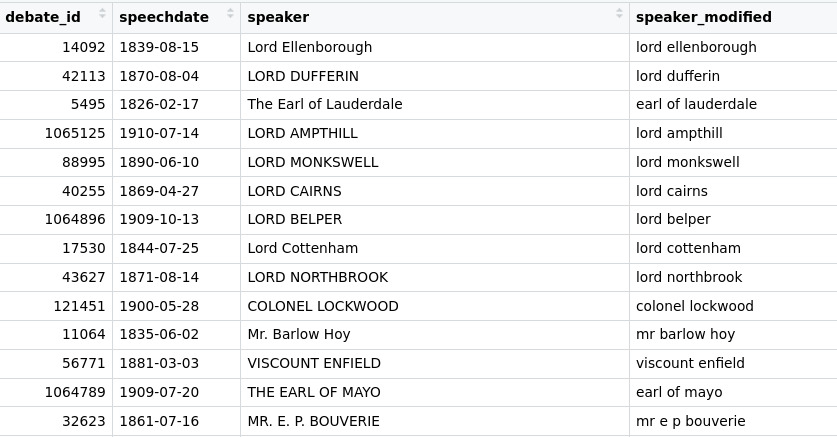 debate_id speechdate speaker speaker_modified
14092 1839-08-15 Lord Ellenborough lord ellenborough
42113 1870-08-04 LORD DUFFERIN lord dufferin
5495 1826-02-17 The Earl of Lauderdale earl of lauderdale
1065125 1910-07-14 LORD AMPTHILL lord ampthill
88995 1890-06-10 LORD MONKSWELL lord monkswell
40255 1869-04-27 LORD CAIRNS lord cairns
1064896 1909-10-13 LORD BELPER lord belper
17530 1844-07-25 Lord Cottenham lord cottenham
43627 1871-08-14 LORD NORTHBROOK lord northbrook
121451 1900-05-28 COLONEL LOCKWOOD colonel lockwood
11064 1835-06-02 Mr. Barlow Hoy mr barlow hoy
56771 1881-03-03 VISCOUNT ENFIELD viscount enfield
1064789 1909-07-20 THE EARL OF MAYO earl of mayo
32623 1861-07-16 MR. E. P. BOUVERIE mr e p bouverie